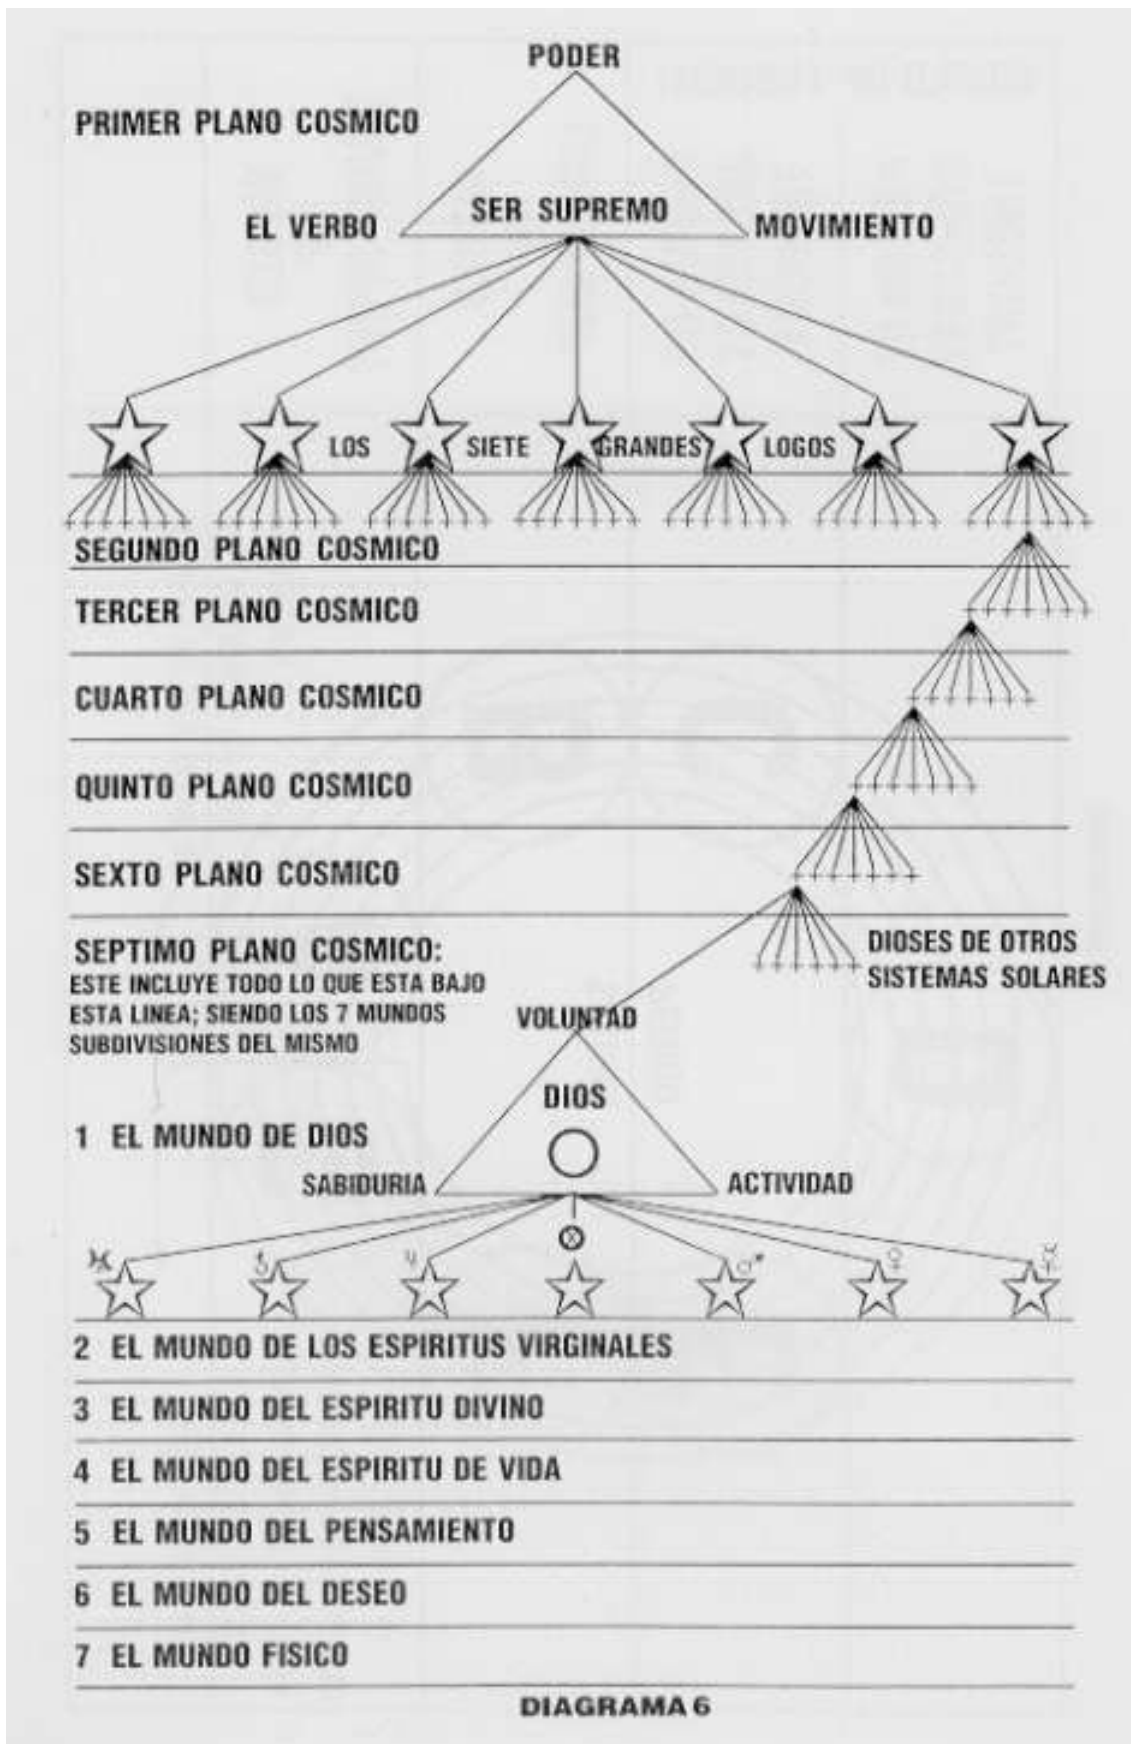 PODER
PRIMER PLANO COSMICO
SER SUPREMO
EL VERBO
MOVIMIENTO
LOS SIETE GRANDES LOGOS
SEGUNDO PLANO COSMICO
TERCER PLANO COSMICO
CUARTO PLANO COSMICO
QUINTO PLANO COSMICO
SEXTO PLANO COSMICO
SEPTIMO PLANO COSMICO:
ESTE INCLUYE TODO LO QUE ESTA BAJO
ESTA LINEA; SIENDO LOS 7 MUNDOS
SUBDIVISIONES DEL MISMO
DIOSES DE OTROS
SISTEMAS SOLARES
VOLUNTAD
DIOS
1 EL MUNDO DE DIOS
SABIDURIA
ACTIVIDAD
2 EL MUNDO DE LOS ESPIRITUS VIRGINALES
3 EL MUNDO DEL ESPIRITU DIVINO
4 EL MUNDO DEL ESPIRITU DE VIDA
5 EL MUNDO DEL PENSAMIENTO
6 EL MUNDO DEL DESEO
7 EL MUNDO FISICO
DIAGRAMA 6